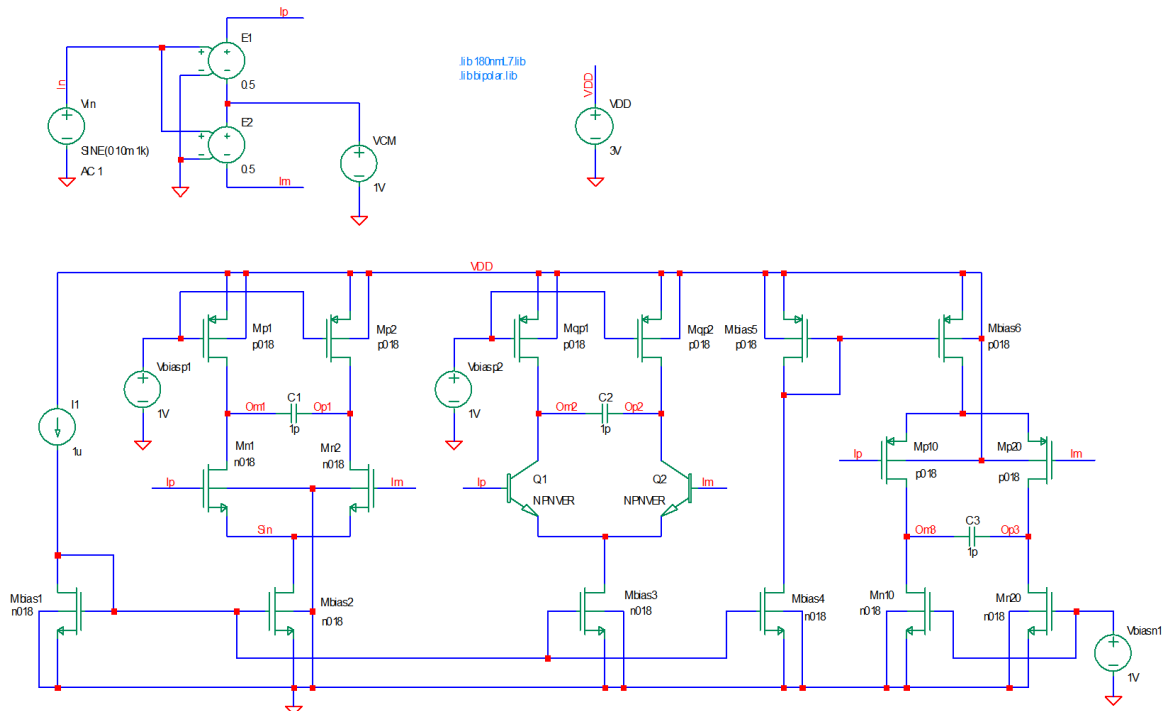 Ip
E1
In
.lib 180nmL7.lib
.lib bipolar.lib
VDD
0.5
Vin
E2
VDD
SINE(0 10m 1k)
VCM
3V
AC 1
0.5
Im
1V
VDD
Mp1
p018
Mp2
p018
Mqp1
p018
Mqp2
p018
Mbias5
p018
Mbias6
p018
Vbiasp1
1V
Vbiasp2
1V
I1
1u
Om1
C1
Op1
1p
Om2
C2
Op2
1p
Mn1
n018
Mn2
n018
Ip
Im
Ip
Q1
NPNVER
Q2
NPNVER
Im
Ip
Mp10
p018
Mp20
p018
Im
Sin
Om3
C3
Op3
1p
Mbias1
n018
Mbias2
n018
Mbias3
n018
Mbias4
n018
Mn10
n018
Mn20
n018
Vbiasn1
1V